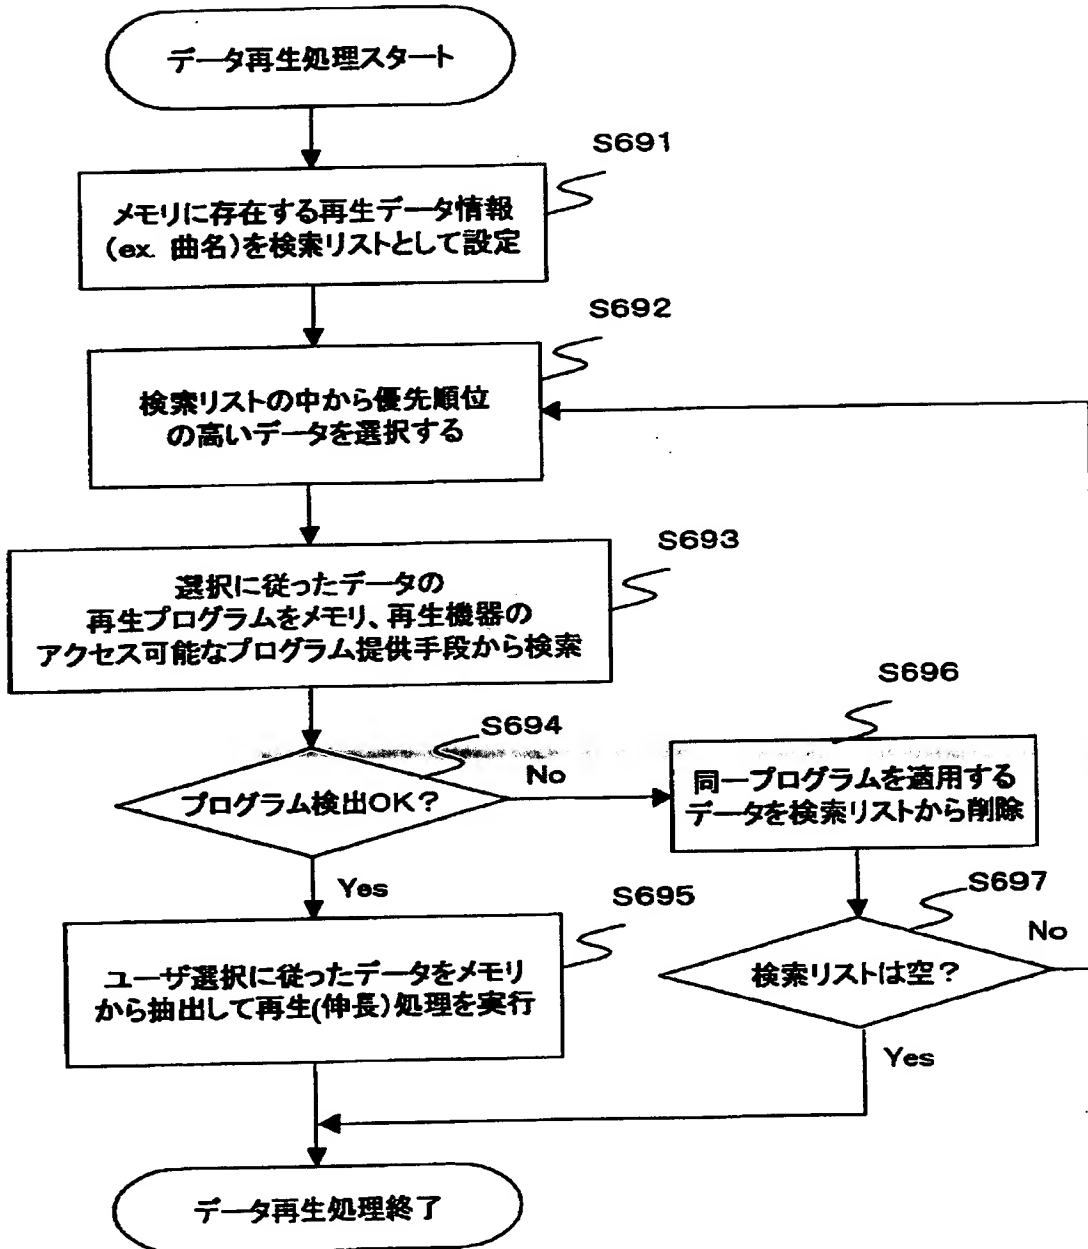 データ再生処理スタート
S691
メモリに存在する再生データ情報
(ex. 曲名)を検索リストとして設定
S692
検索リストの中から優先順位
の高いデータを選択する
S693
選択に従ったデータの
再生プログラムをメモリ、再生機器の
アクセス可能なプログラム提供手段から検索
S694
プログラム検出OK?
No
Yes
S696
同一プログラムを適用する
データを検索リストから削除
S695
ユーザ選択に従ったデータをメモリ
から抽出して再生(伸長)処理を実行
S697
検索リストは空?
No
Yes
データ再生処理終了